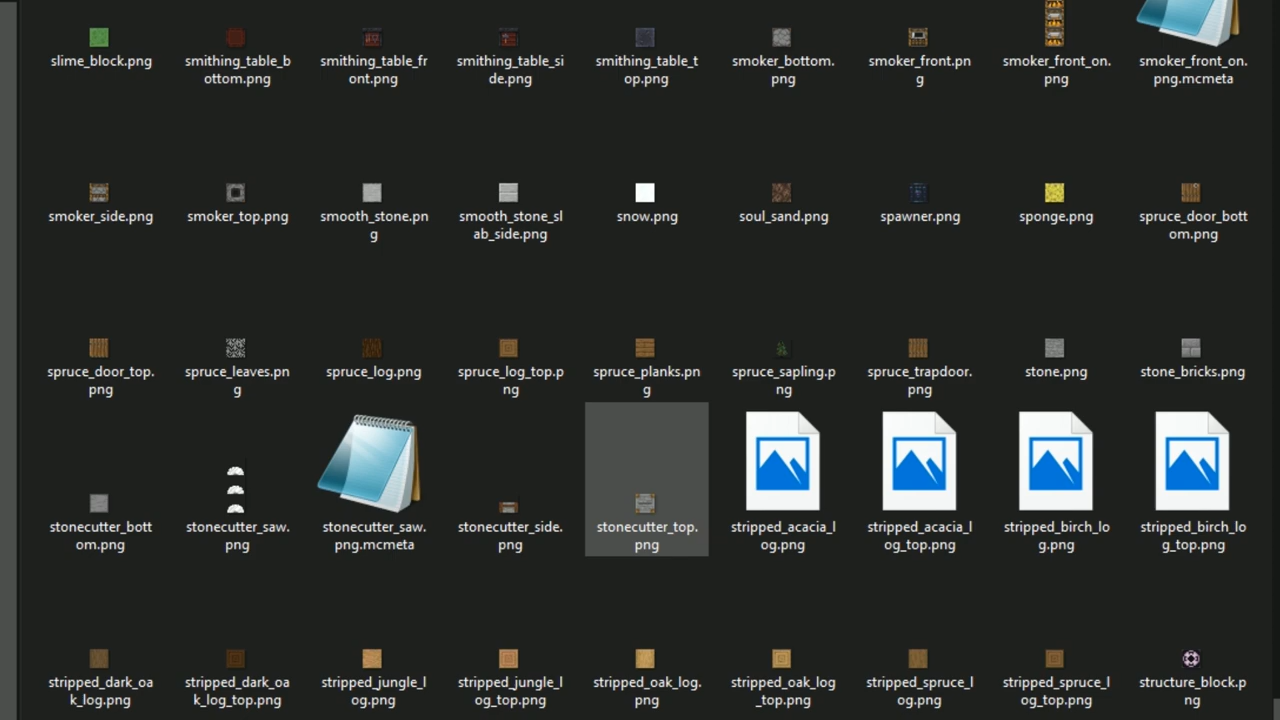 slime_block.png
smithing_table_b
ottom.png
smithing_table_fr
ont.png
smithing_table_si
de.png
smithing_table_t
op.png
smoker_bottom.
png
smoker_front.pn
g
smoker_front_on.
png
smoker_front_on.
png.mcmeta
smoker_side.png
smoker_top.png
smooth_stone.pn
g
smooth_stone_sl
ab_side.png
snow.png
soul_sand.png
spawner.png
sponge.png
spruce_door_bott
om.png
spruce_door_top.
png
spruce_leaves.pn
g
spruce_log.png
spruce_log_top.p
ng
spruce_planks.pn
g
spruce_sapling.p
ng
spruce_trapdoor.
png
stone.png
stone_bricks.png
stonecutter_bott
om.png
stonecutter_saw.
png
stonecutter_saw.
png.mcmeta
stonecutter_side.
png
stonecutter_top.
png
stripped_acacia_l
og.png
stripped_acacia_l
og_top.png
stripped_birch_lo
g.png
stripped_birch_lo
g_top.png
stripped_dark_oa
k_log.png
stripped_dark_oa
k_log_top.png
stripped_jungle_l
og.png
stripped_jungle_l
og_top.png
stripped_oak_log.
png
stripped_oak_log
_top.png
stripped_spruce_l
og.png
stripped_spruce_l
og_top.png
structure_block.p
ng